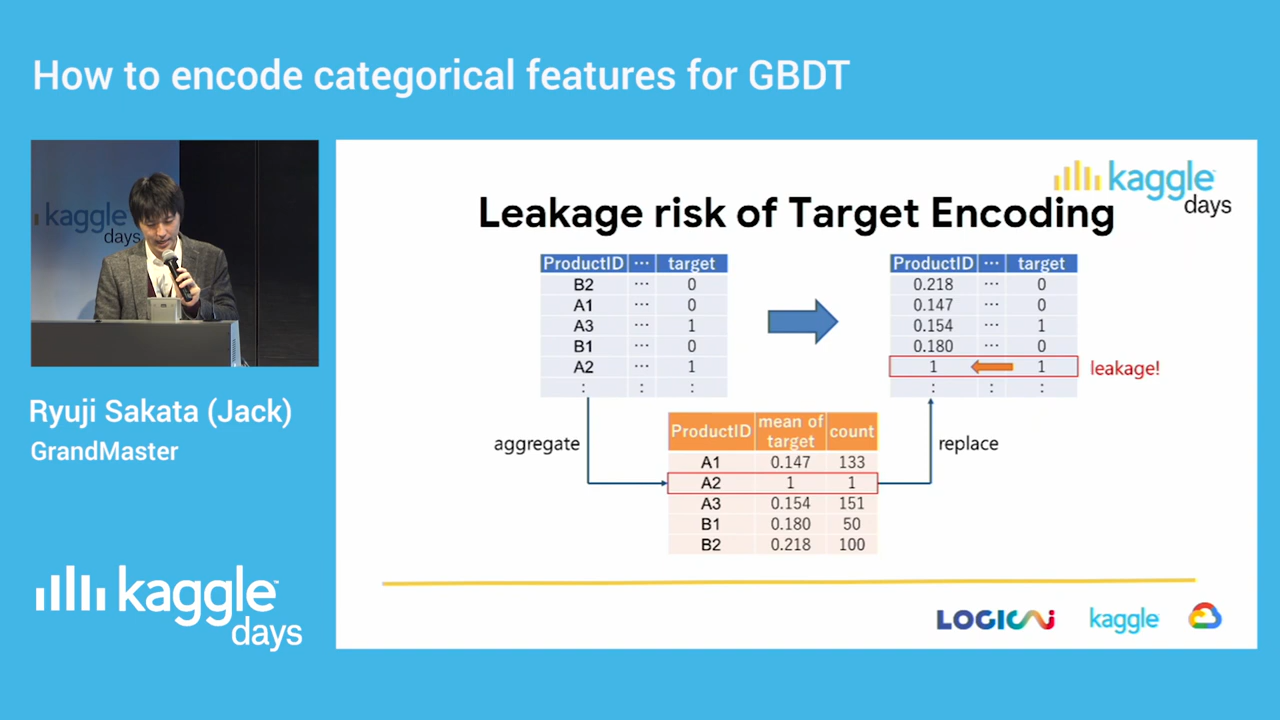 How to encode categorical features for GBDT
kaggle
days
Ryuji Sakata (Jack)
GrandMaster
kaggle
days
kaggle
days
Leakage risk of Target Encoding
ProductID ... target
B2 ... 0
A1 ... 0
A3 ... 1
B1 ... 0
A2 ... 1
: : :
ProductID ... target
0.218 ... 0
0.147 ... 0
0.154 ... 1
0.180 ... 0
1 1 leakage!
: : :
aggregate
replace
ProductID mean of target count
A1 0.147 133
A2 1 1
A3 0.154 151
B1 0.180 50
B2 0.218 100
LOGICAI
kaggle